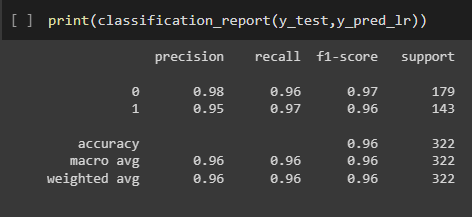 [ ] print(classification_report(y_test,y_pred_lr))
precision recall f1-score support
0 0.98 0.96 0.97 179
1 0.95 0.97 0.96 143
accuracy 0.96 322
macro avg 0.96 0.96 0.96 322
weighted avg 0.96 0.96 0.96 322